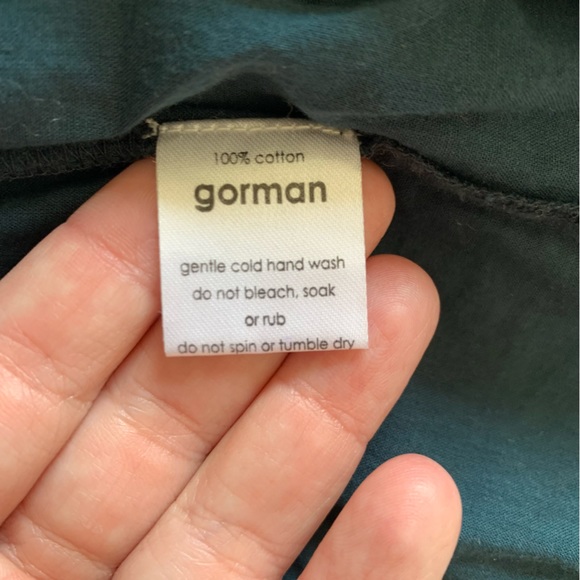 100% cotton
gorman
gentle cold hand wash
do not bleach, soak
or rub
do not spin or tumble dry